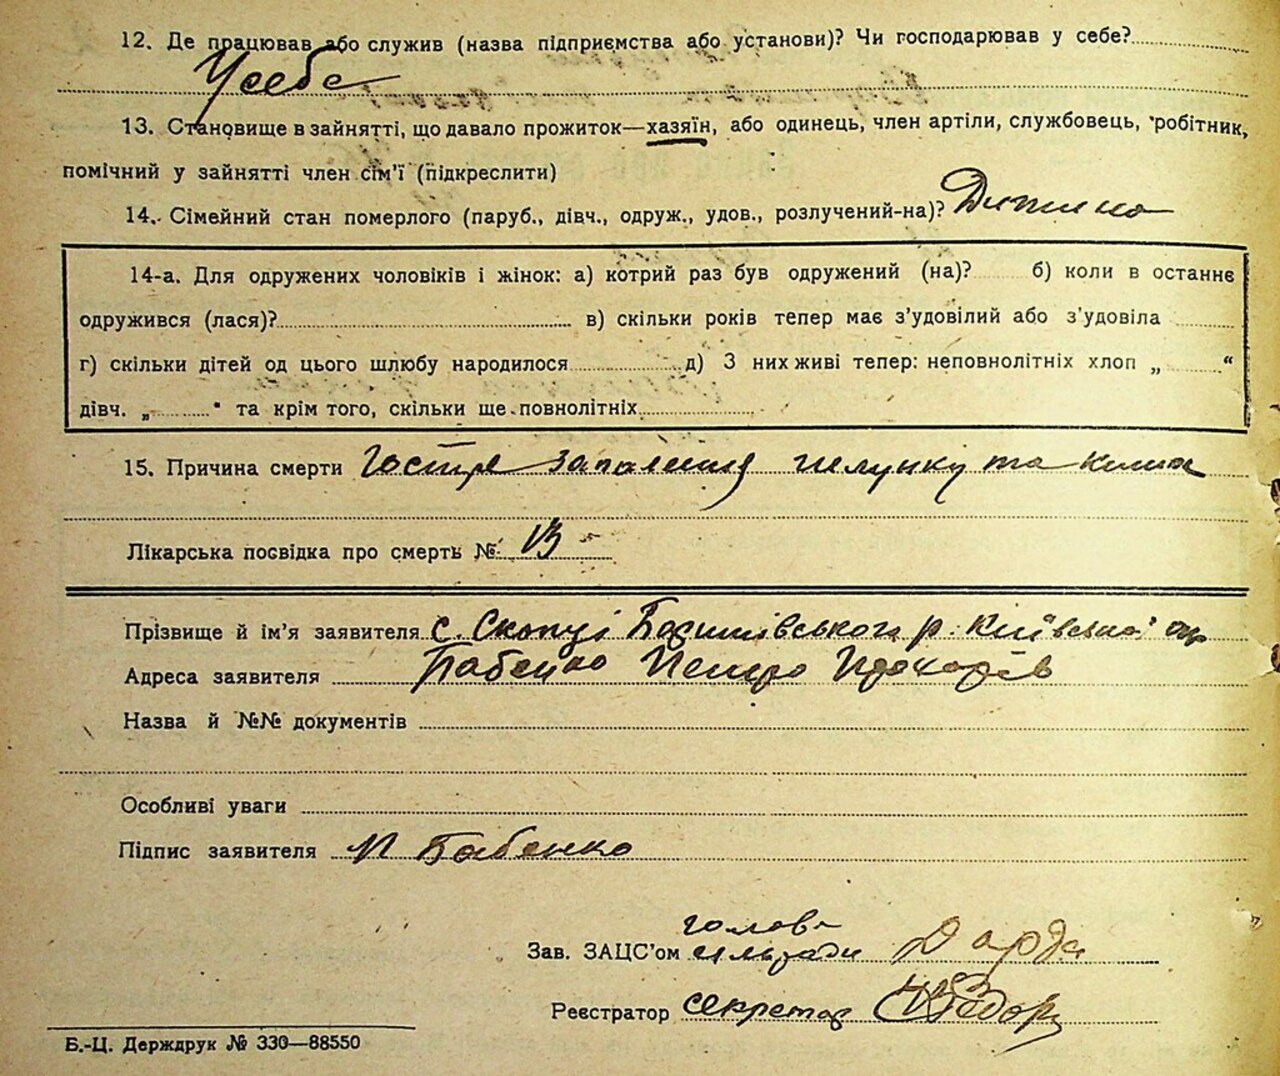 12. Де працював або служив (назва підприємства або установи)? Чи господарював у себе?
У себе
13. Становище в зайнятті, що давало прожиток—хазяїн, або одинець, член артіли, службовець, робітник,
помічний у зайнятті член сім’ї (підкреслити)
14. Сімейний стан померлого (паруб., дівч., одруж., удов., розлучений-на)? Дитина
14-а. Для одружених чоловіків і жінок: а) котрий раз був одружений (на)? б) коли в останнє
одружився (лася)? в) скільки років тепер має з’удовілий або з’удовіла
г) скільки дітей од цього шлюбу народилося д) З них живі тепер: неповнолітніх хлоп „ “
дівч. „ “ та крім того, скільки ще повнолітніх
15. Причина смерти Гостре запалення шлунку та кишок
Лікарська посвідка про смерть №
Прізвище й ім’я заявителя с. Скопці р. Київської
Адреса заявителя Бабенко Петро Прохорів
Назва й №№ документів
Особливі уваги
Підпис заявителя П Бабенко
голова
Зав. ЗАЦС’ом сільради Дарда
Реєстратор секретар
Б.-Ц. Держдрук № 330—88550